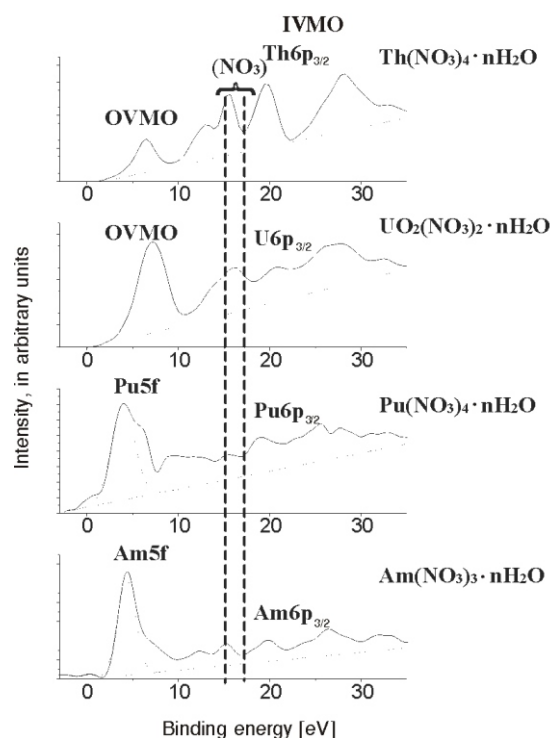 IVMO
Th6p3/2
Th(NO3)4 · nH2O
(NO3)
OVMO
0 10 20 30
OVMO
U6p3/2
UO2(NO3)2 · nH2O
0 10 20 30
Pu5f
Pu6p3/2
Pu(NO3)4 · nH2O
0 10 20 30
Am5f
Am6p3/2
Am(NO3)3 · nH2O
0 10 20 30
Intensity, in arbitrary units
Binding energy [eV]